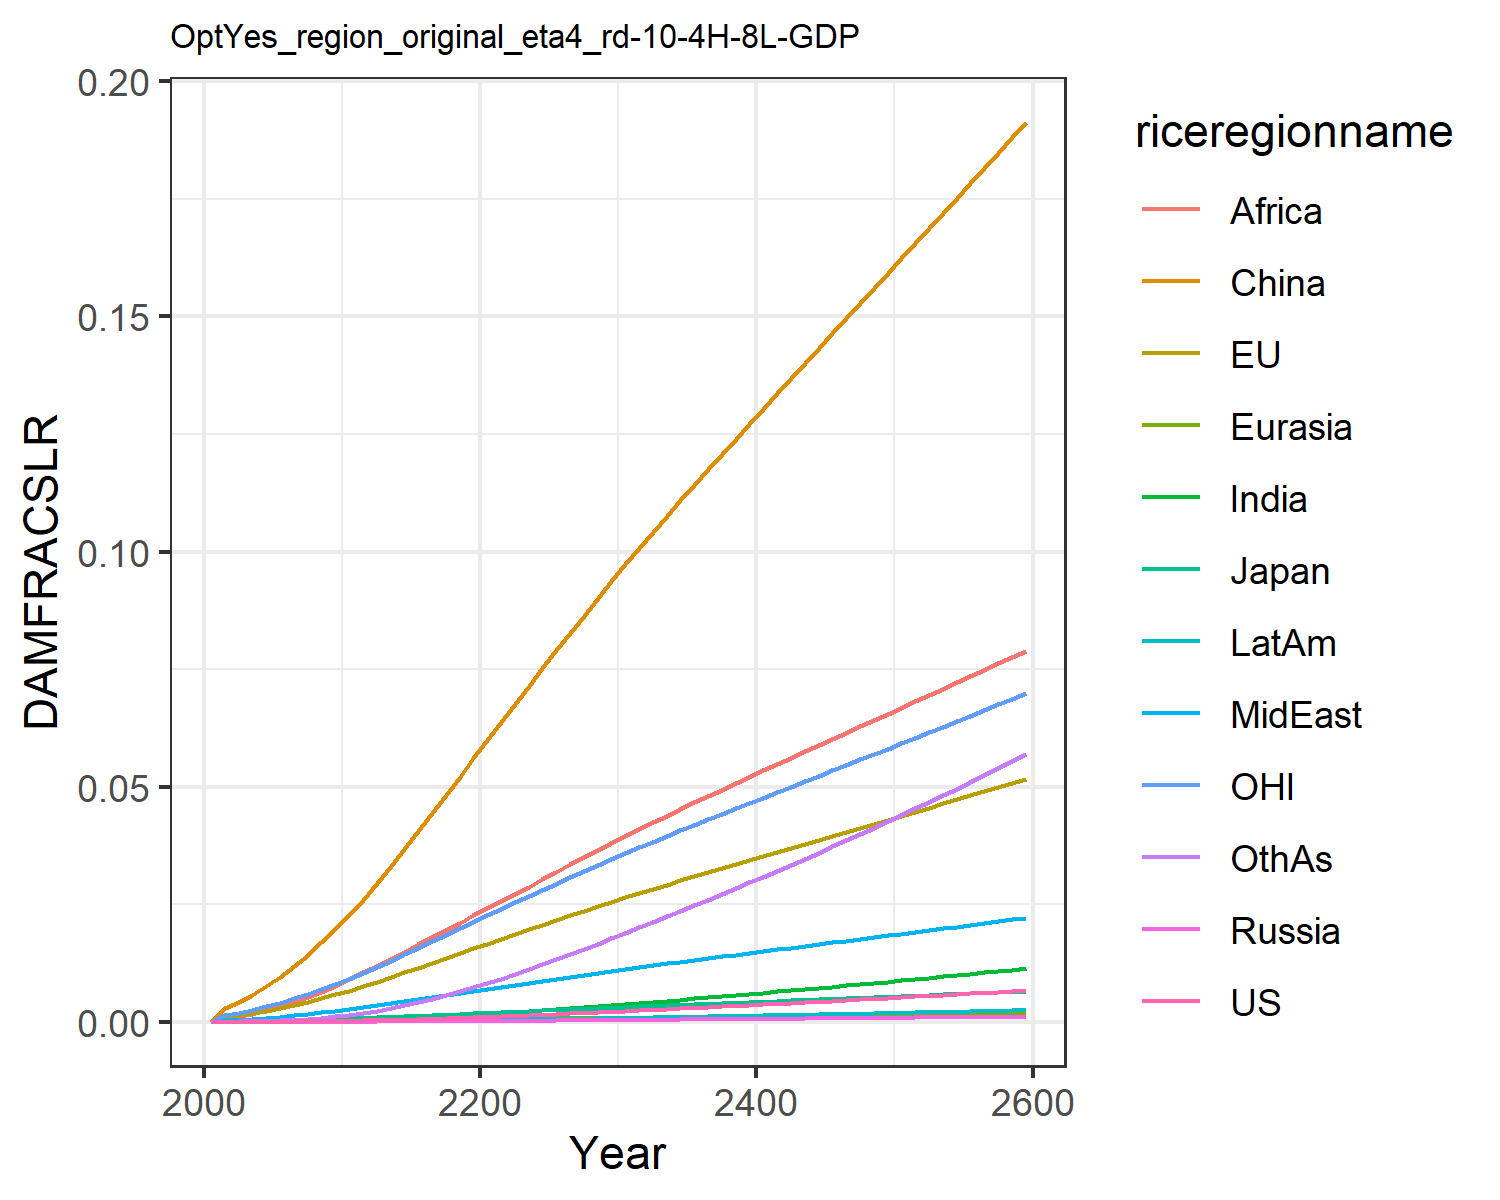 OptYes_region_original_eta4_rd-10-4H-8L-GDP
0.20
0.15
0.10
0.05
0.00
DAMFRACSLR
2000 2200 2400 2600
Year
riceregionname
Africa
China
EU
Eurasia
India
Japan
LatAm
MidEast
OHI
OthAs
Russia
US